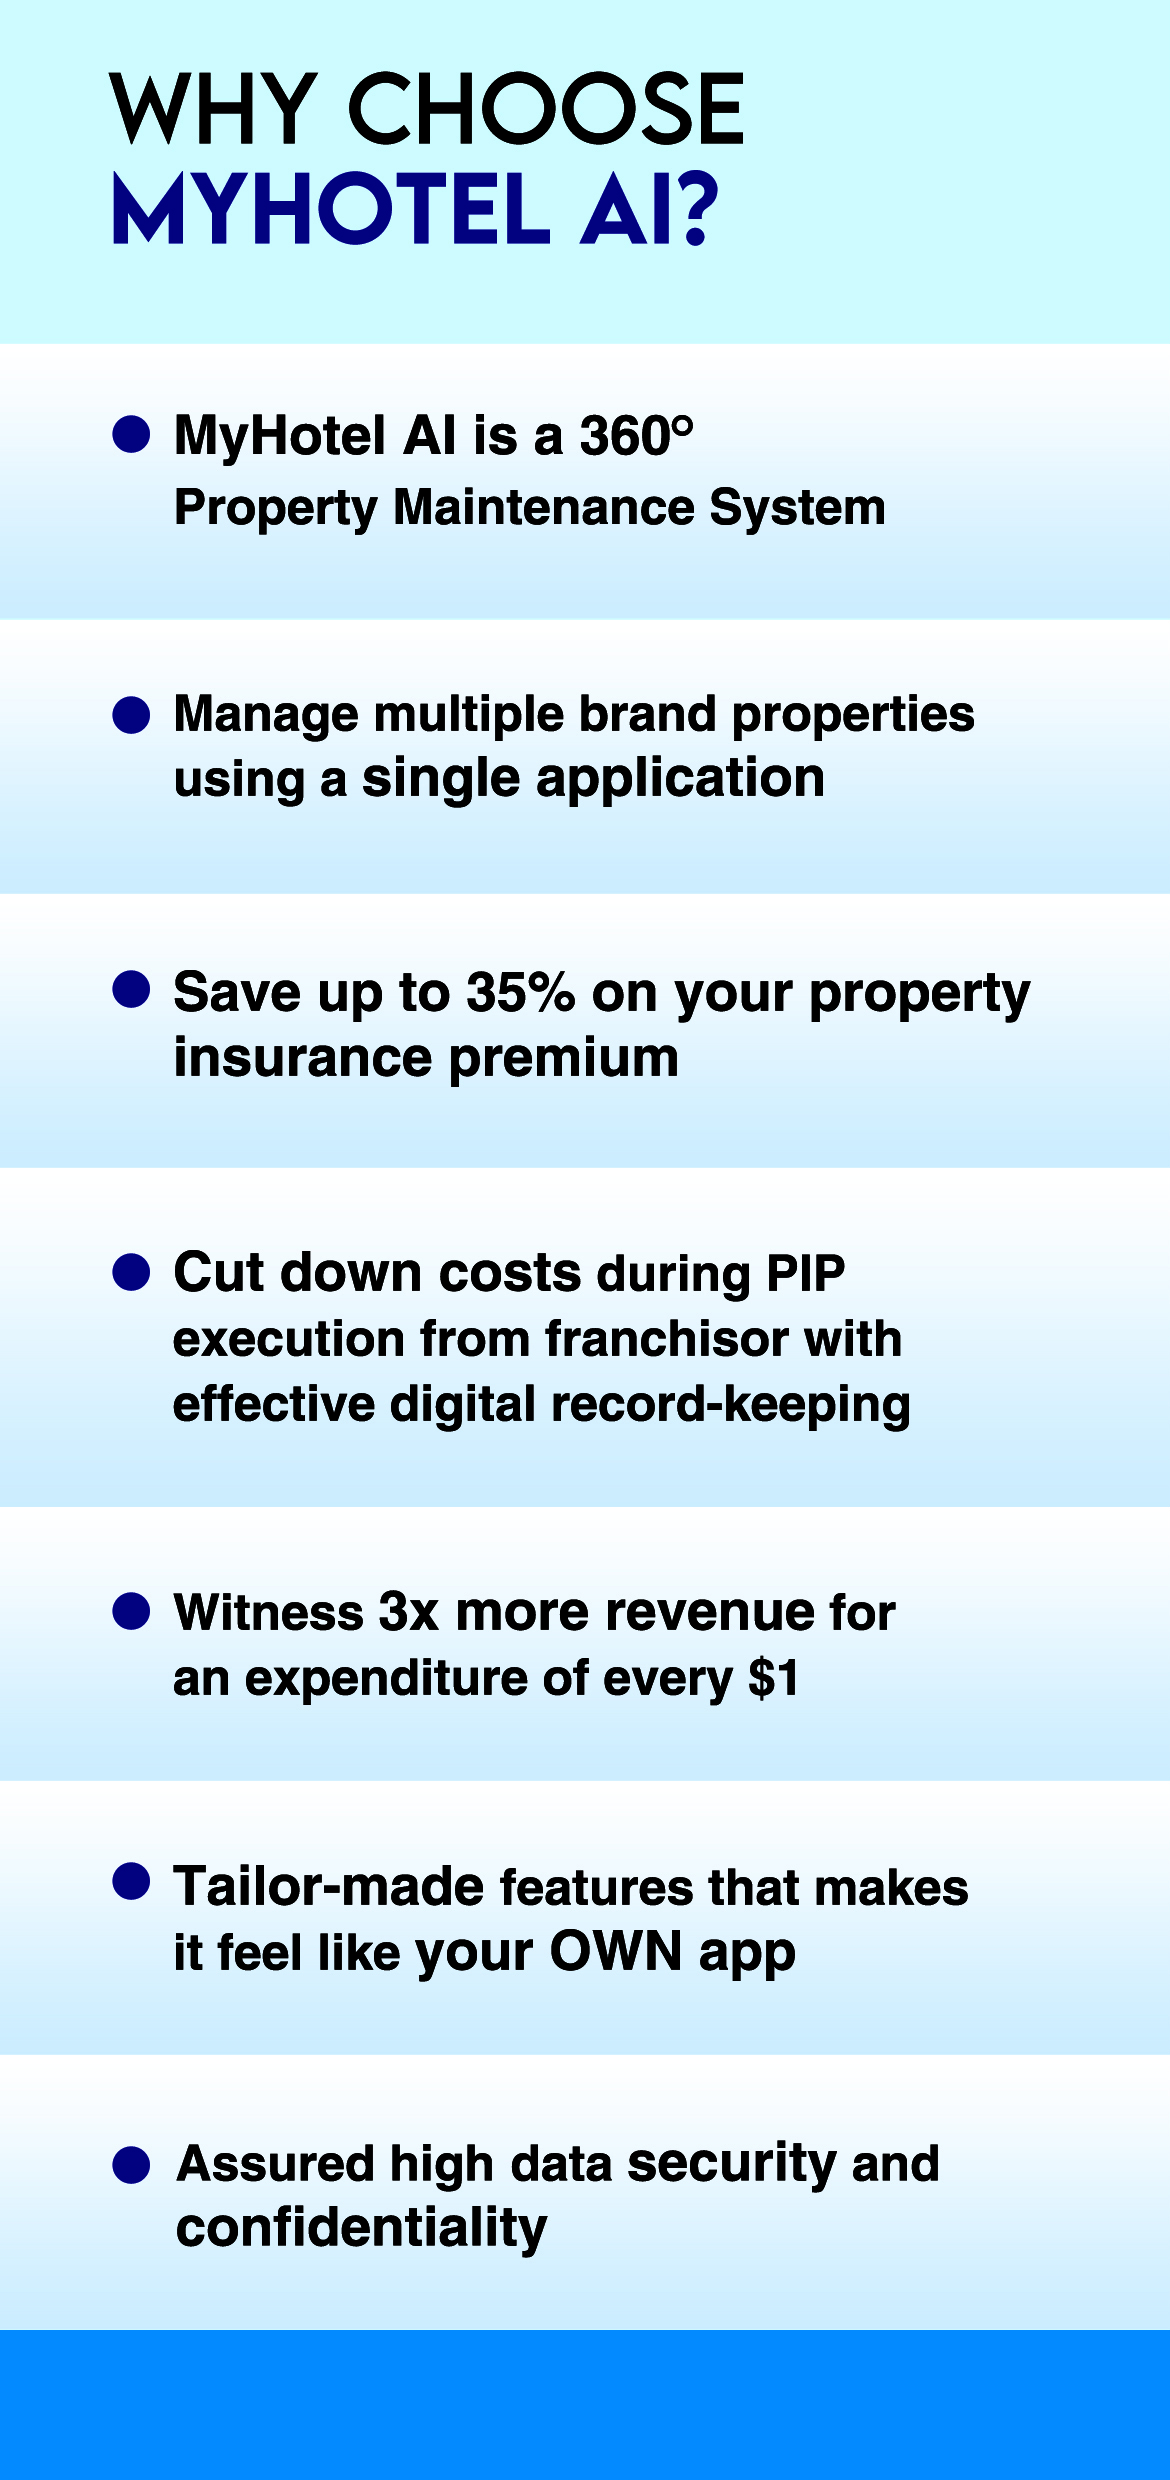 WHY CHOOSE
MYHOTEL AI?
● MyHotel AI is a 360°
Property Maintenance System
● Manage multiple brand properties
using a single application
● Save up to 35% on your property
insurance premium
● Cut down costs during PIP
execution from franchisor with
effective digital record-keeping
● Witness 3x more revenue for
an expenditure of every $1
● Tailor-made features that makes
it feel like your OWN app
● Assured high data security and
confidentiality